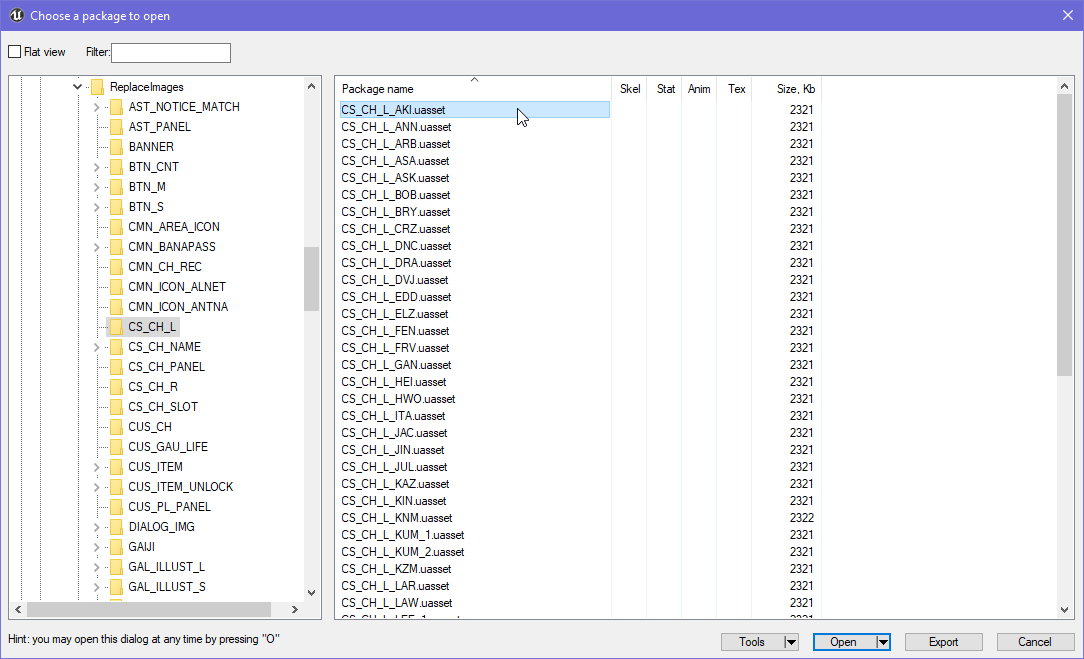 Choose a package to open
Flat view Filter:
ReplaceImages
AST_NOTICE_MATCH
AST_PANEL
BANNER
BTN_CNT
BTN_M
BTN_S
CMN_AREA_ICON
CMN_BANAPASS
CMN_CH_REC
CMN_ICON_ALNET
CMN_ICON_ANTNA
CS_CH_L
CS_CH_NAME
CS_CH_PANEL
CS_CH_R
CS_CH_SLOT
CUS_CH
CUS_GAU_LIFE
CUS_ITEM
CUS_ITEM_UNLOCK
CUS_PL_PANEL
DIALOG_IMG
GAIJI
GAL_ILLUST_L
GAL_ILLUST_S
Package name Skel Stat Anim Tex Size, Kb
CS_CH_L_AKI.uasset 2321
CS_CH_L_ANN.uasset 2321
CS_CH_L_ARB.uasset 2321
CS_CH_L_ASA.uasset 2321
CS_CH_L_ASK.uasset 2321
CS_CH_L_BOB.uasset 2321
CS_CH_L_BRY.uasset 2321
CS_CH_L_CRZ.uasset 2321
CS_CH_L_DNC.uasset 2321
CS_CH_L_DRA.uasset 2321
CS_CH_L_DVJ.uasset 2321
CS_CH_L_EDD.uasset 2321
CS_CH_L_ELZ.uasset 2321
CS_CH_L_FEN.uasset 2321
CS_CH_L_FRV.uasset 2321
CS_CH_L_GAN.uasset 2321
CS_CH_L_HEI.uasset 2321
CS_CH_L_HWO.uasset 2321
CS_CH_L_ITA.uasset 2321
CS_CH_L_JAC.uasset 2321
CS_CH_L_JIN.uasset 2321
CS_CH_L_JUL.uasset 2321
CS_CH_L_KAZ.uasset 2321
CS_CH_L_KIN.uasset 2321
CS_CH_L_KNM.uasset 2322
CS_CH_L_KUM_1.uasset 2321
CS_CH_L_KUM_2.uasset 2321
CS_CH_L_KZM.uasset 2321
CS_CH_L_LAR.uasset 2321
CS_CH_L_LAW.uasset 2321
Hint: you may open this dialog at any time by pressing "O"
Tools Open Export Cancel